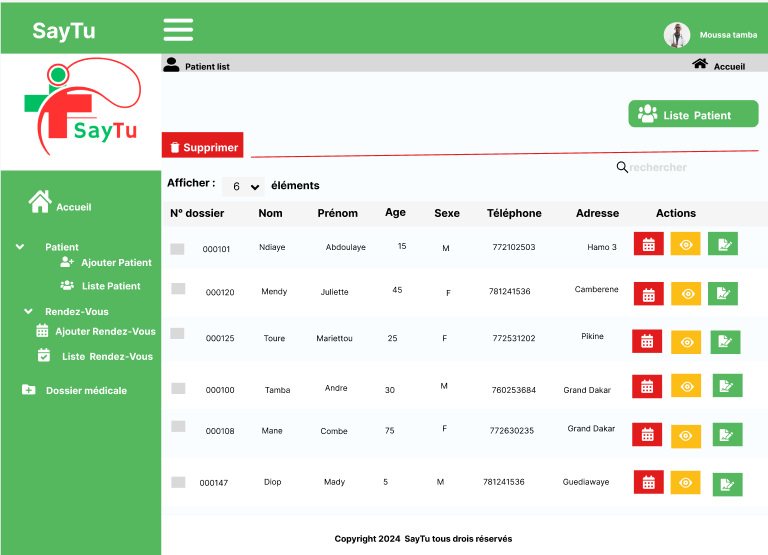 SayTu
Moussa tamba
Patient list
Accueil
SayTu
Liste Patient
Supprimer
rechercher
Afficher : 6 éléments
N° dossier Nom Prénom Age Sexe Téléphone Adresse Actions
000101 Ndiaye Abdoulaye 15 M 772102503 Hamo 3
000120 Mendy Juliette 45 F 781241536 Camberene
000125 Toure Mariettou 25 F 772531202 Pikine
000100 Tamba Andre 30 M 760253684 Grand Dakar
000108 Mane Combe 75 F 772630235 Grand Dakar
000147 Diop Mady 5 M 781241536 Guediawaye
Accueil
Patient
Ajouter Patient
Liste Patient
Rendez-Vous
Ajouter Rendez-Vous
Liste Rendez-Vous
Dossier médicale
Copyright 2024 SayTu tous drois réservés